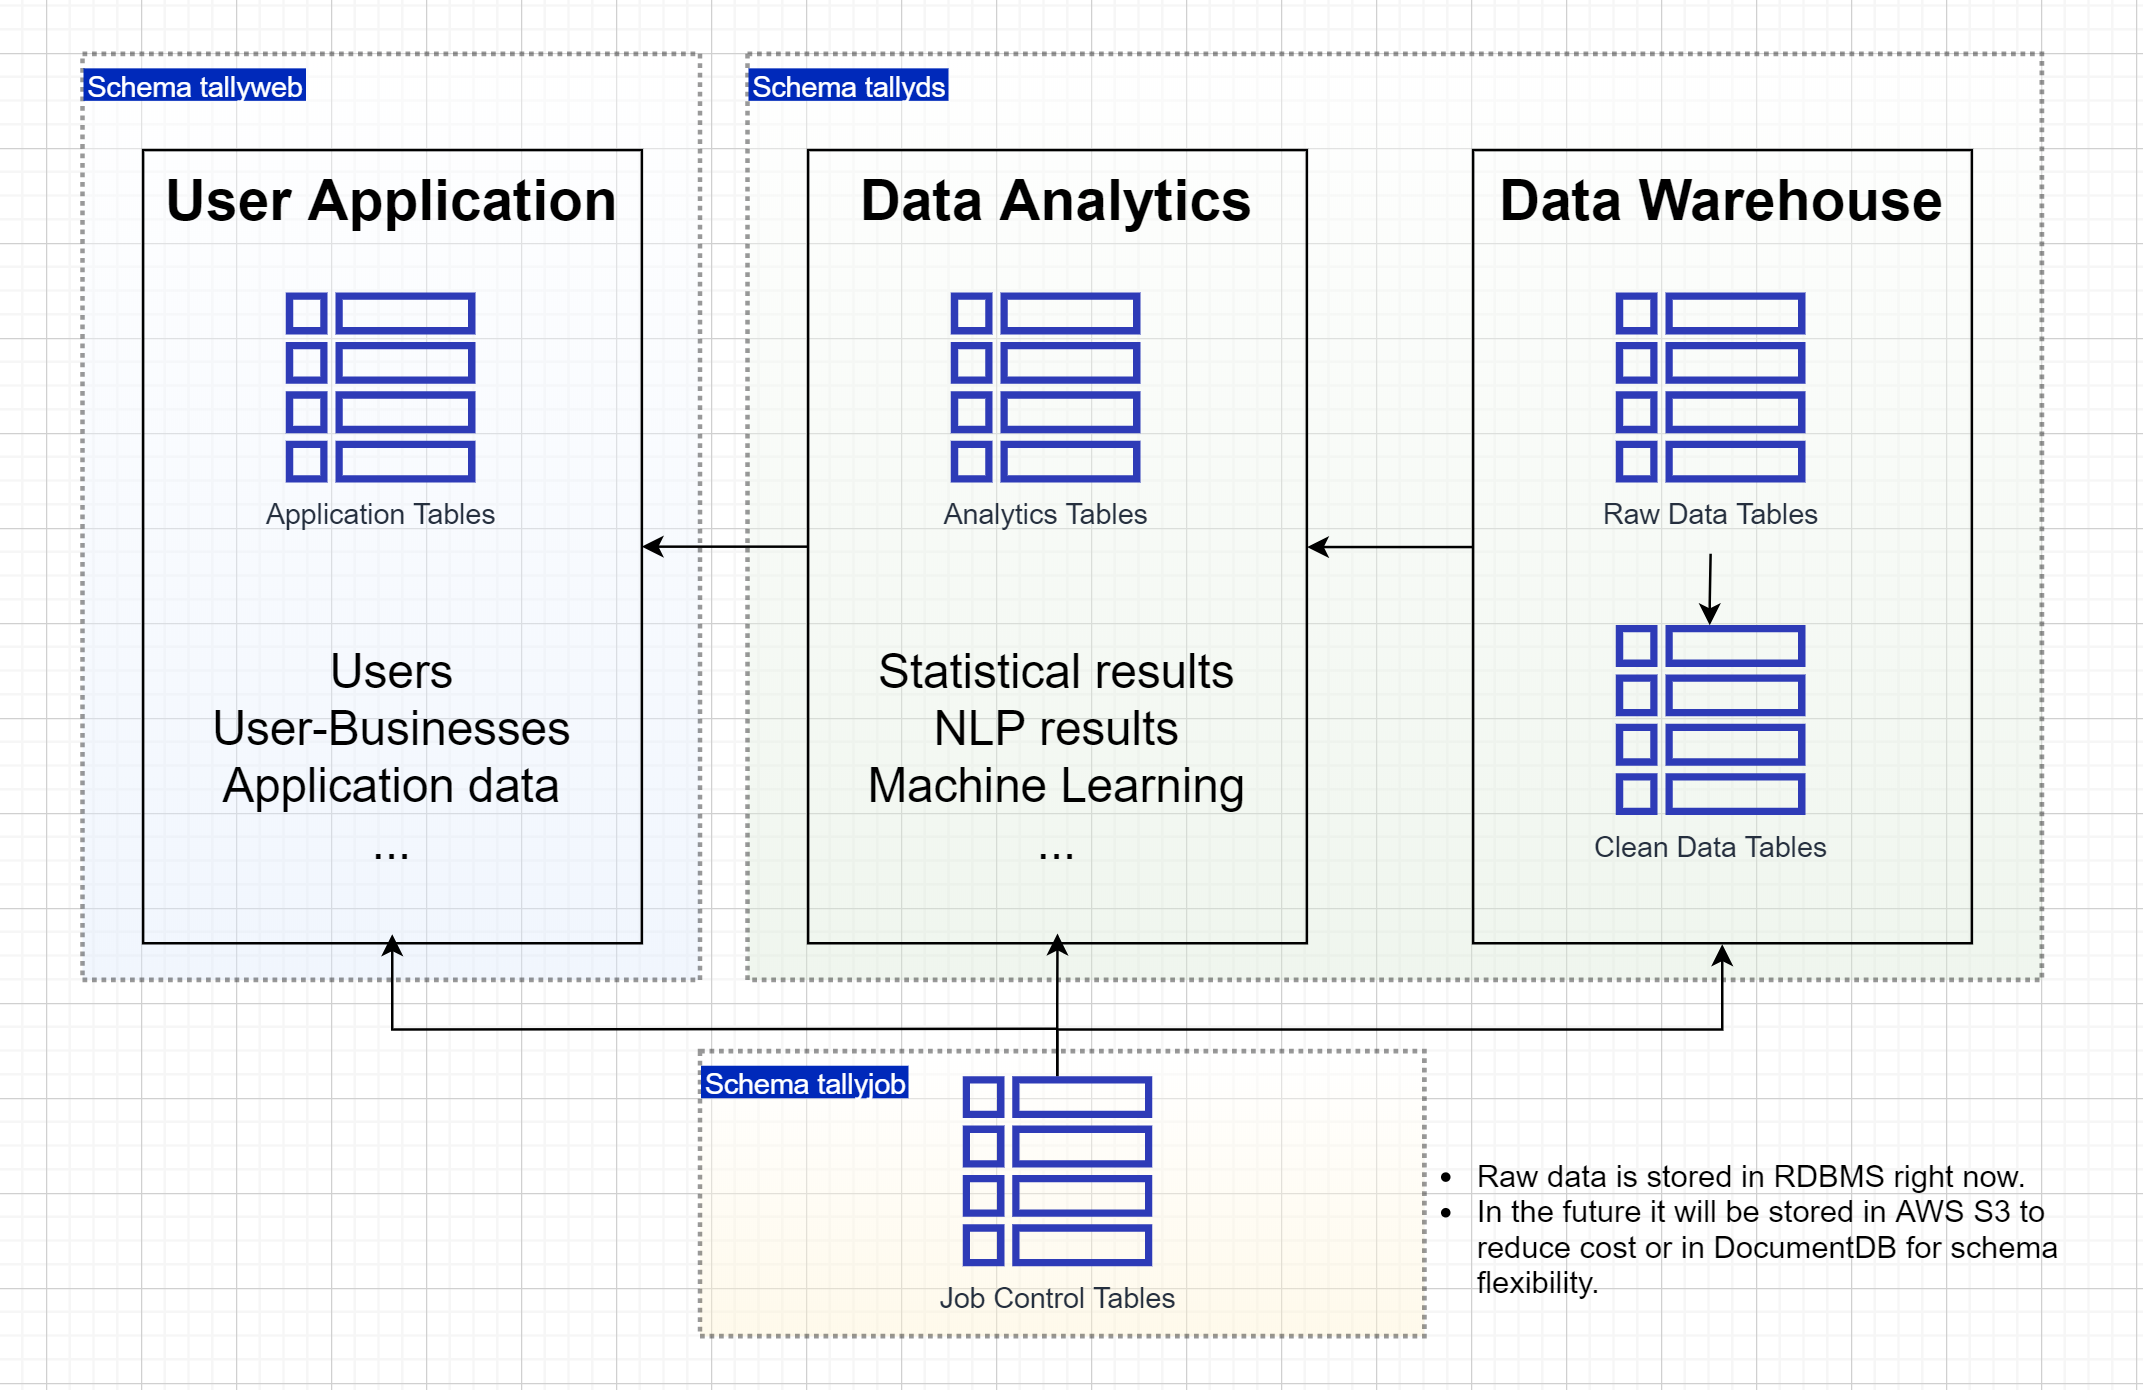 Schema tallyweb
User Application
Application Tables
Users
User-Businesses
Application data
...
Schema tallyds
Data Analytics
Analytics Tables
Statistical results
NLP results
Machine Learning
...
Data Warehouse
Raw Data Tables
Clean Data Tables
Schema tallyjob
Job Control Tables
• Raw data is stored in RDBMS right now.
• In the future it will be stored in AWS S3 to
reduce cost or in DocumentDB for schema
flexibility.